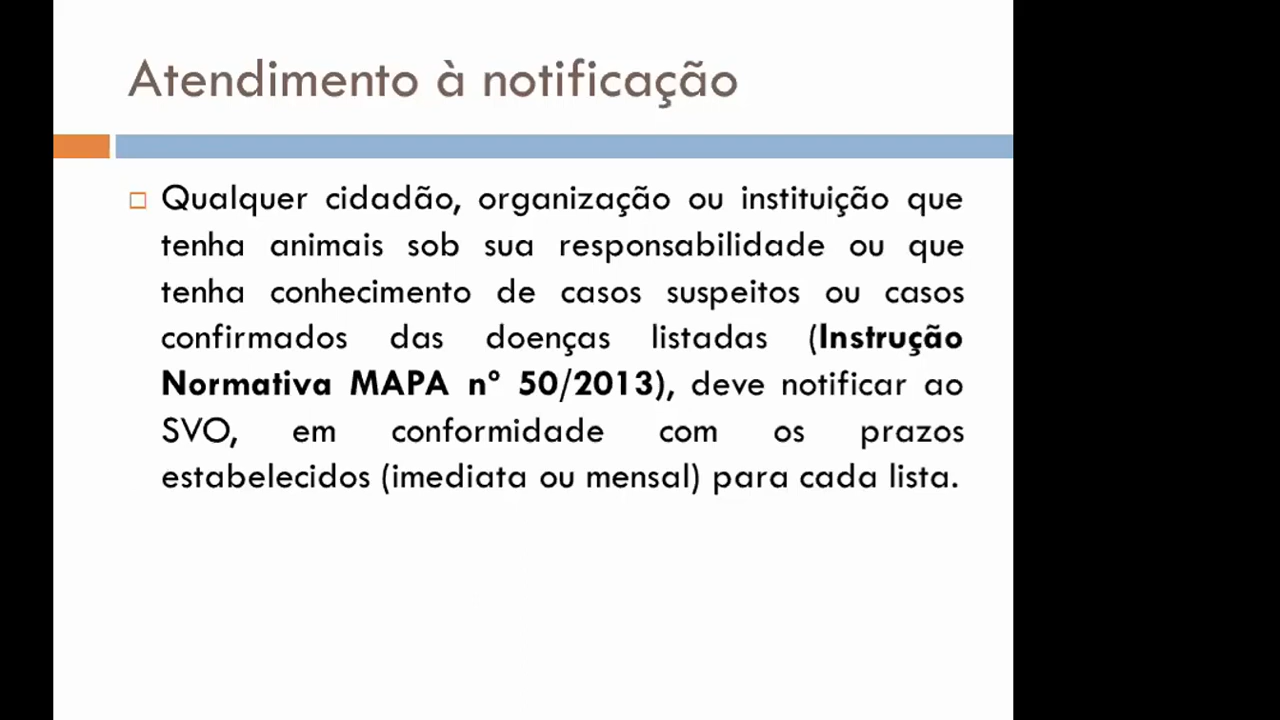 Atendimento à notificação
Qualquer cidadão, organização ou instituição que
tenha animais sob sua responsabilidade ou que
tenha conhecimento de casos suspeitos ou casos
confirmados das doenças listadas (Instrução
Normativa MAPA nº 50/2013), deve notificar ao
SVO, em conformidade com os prazos
estabelecidos (imediata ou mensal) para cada lista.